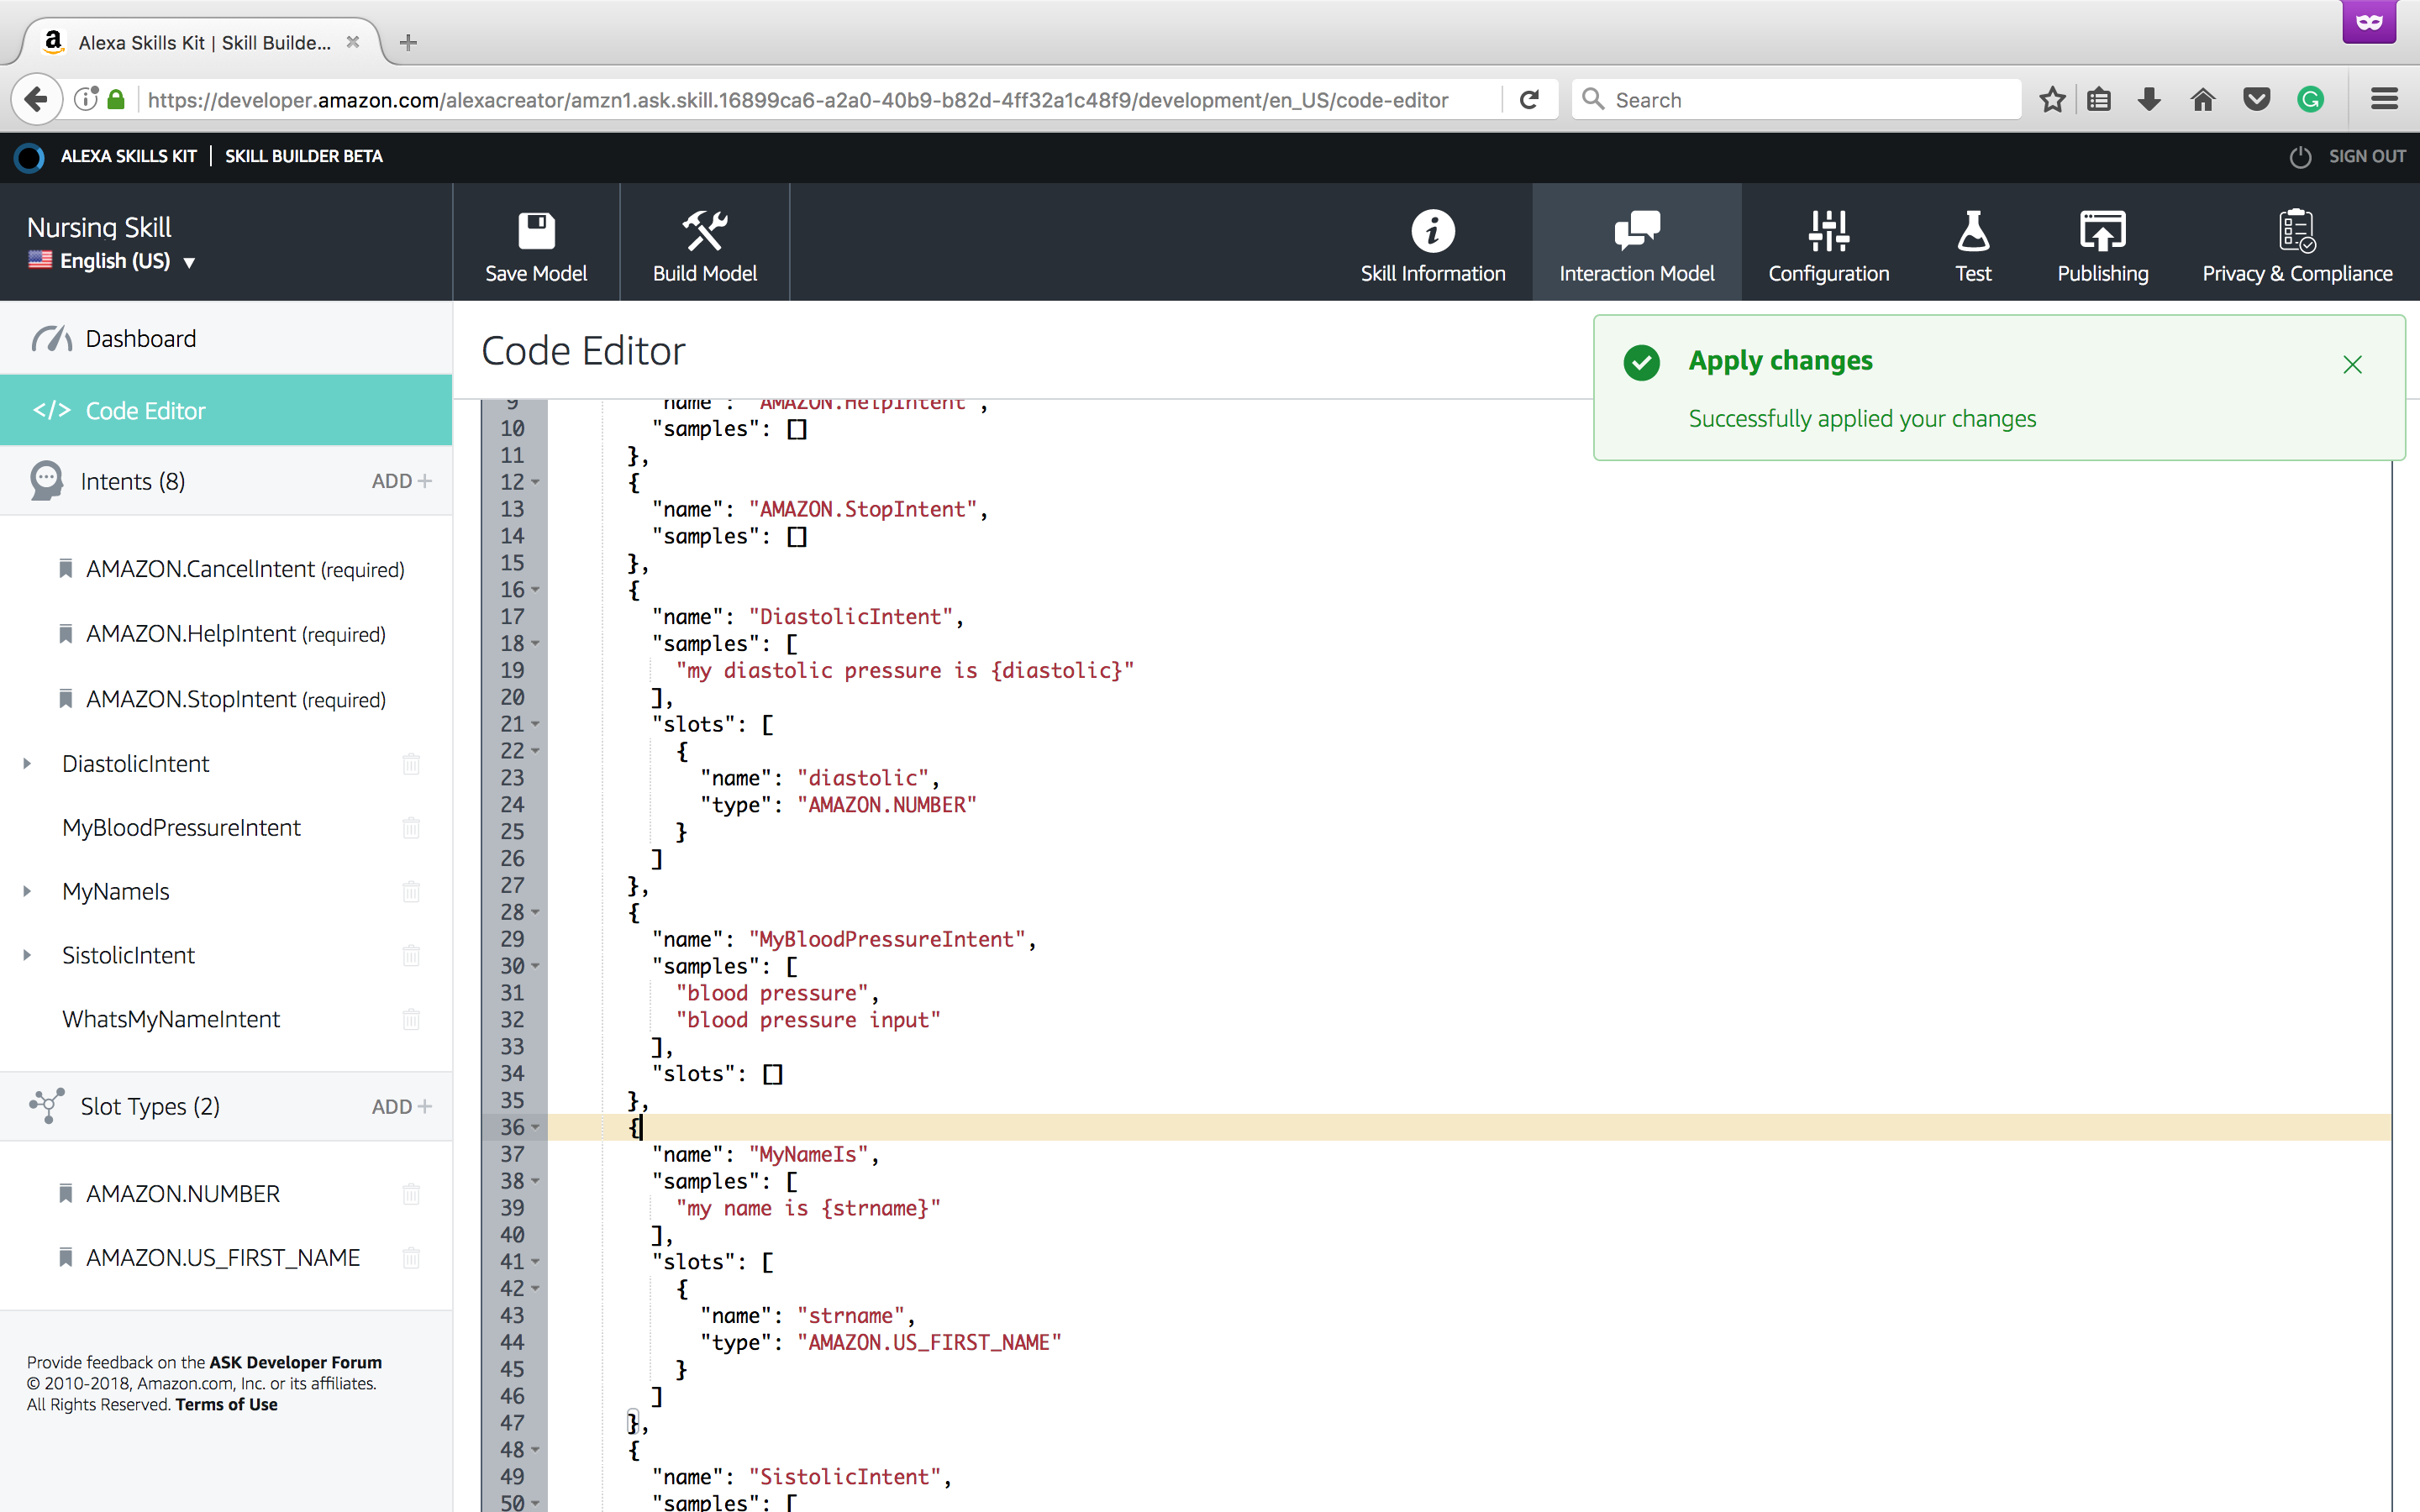 Alexa Skills Kit | Skill Builde...
https://developer.amazon.com/alexacreator/amzn1.ask.skill.16899ca6-a2a0-40b9-b82d-4ff32a1c48f9/development/en_US/code-editor
Search
ALEXA SKILLS KIT | SKILL BUILDER BETA
SIGN OUT
Nursing Skill
English (US)
Save Model
Build Model
Skill Information
Interaction Model
Configuration
Test
Publishing
Privacy & Compliance
Dashboard
</> Code Editor
Intents (8)
ADD +
AMAZON.CancelIntent (required)
AMAZON.HelpIntent (required)
AMAZON.StopIntent (required)
DiastolicIntent
MyBloodPressureIntent
MyNameIs
SistolicIntent
WhatsMyNameIntent
Slot Types (2)
ADD +
AMAZON.NUMBER
AMAZON.US_FIRST_NAME
Provide feedback on the ASK Developer Forum
© 2010-2018, Amazon.com, Inc. or its affiliates.
All Rights Reserved. Terms of Use
Code Editor
Apply changes
Successfully applied your changes
9 "name": "AMAZON.HelpIntent",
10 "samples": []
11 },
12 {
13 "name": "AMAZON.StopIntent",
14 "samples": []
15 },
16 {
17 "name": "DiastolicIntent",
18 "samples": [
19 "my diastolic pressure is {diastolic}"
20 ],
21 "slots": [
22 {
23 "name": "diastolic",
24 "type": "AMAZON.NUMBER"
25 }
26 ]
27 },
28 {
29 "name": "MyBloodPressureIntent",
30 "samples": [
31 "blood pressure",
32 "blood pressure input"
33 ],
34 "slots": []
35 },
36 {
37 "name": "MyNameIs",
38 "samples": [
39 "my name is {strname}"
40 ],
41 "slots": [
42 {
43 "name": "strname",
44 "type": "AMAZON.US_FIRST_NAME"
45 }
46 ]
47 },
48 {
49 "name": "SistolicIntent",
50 "samples": [